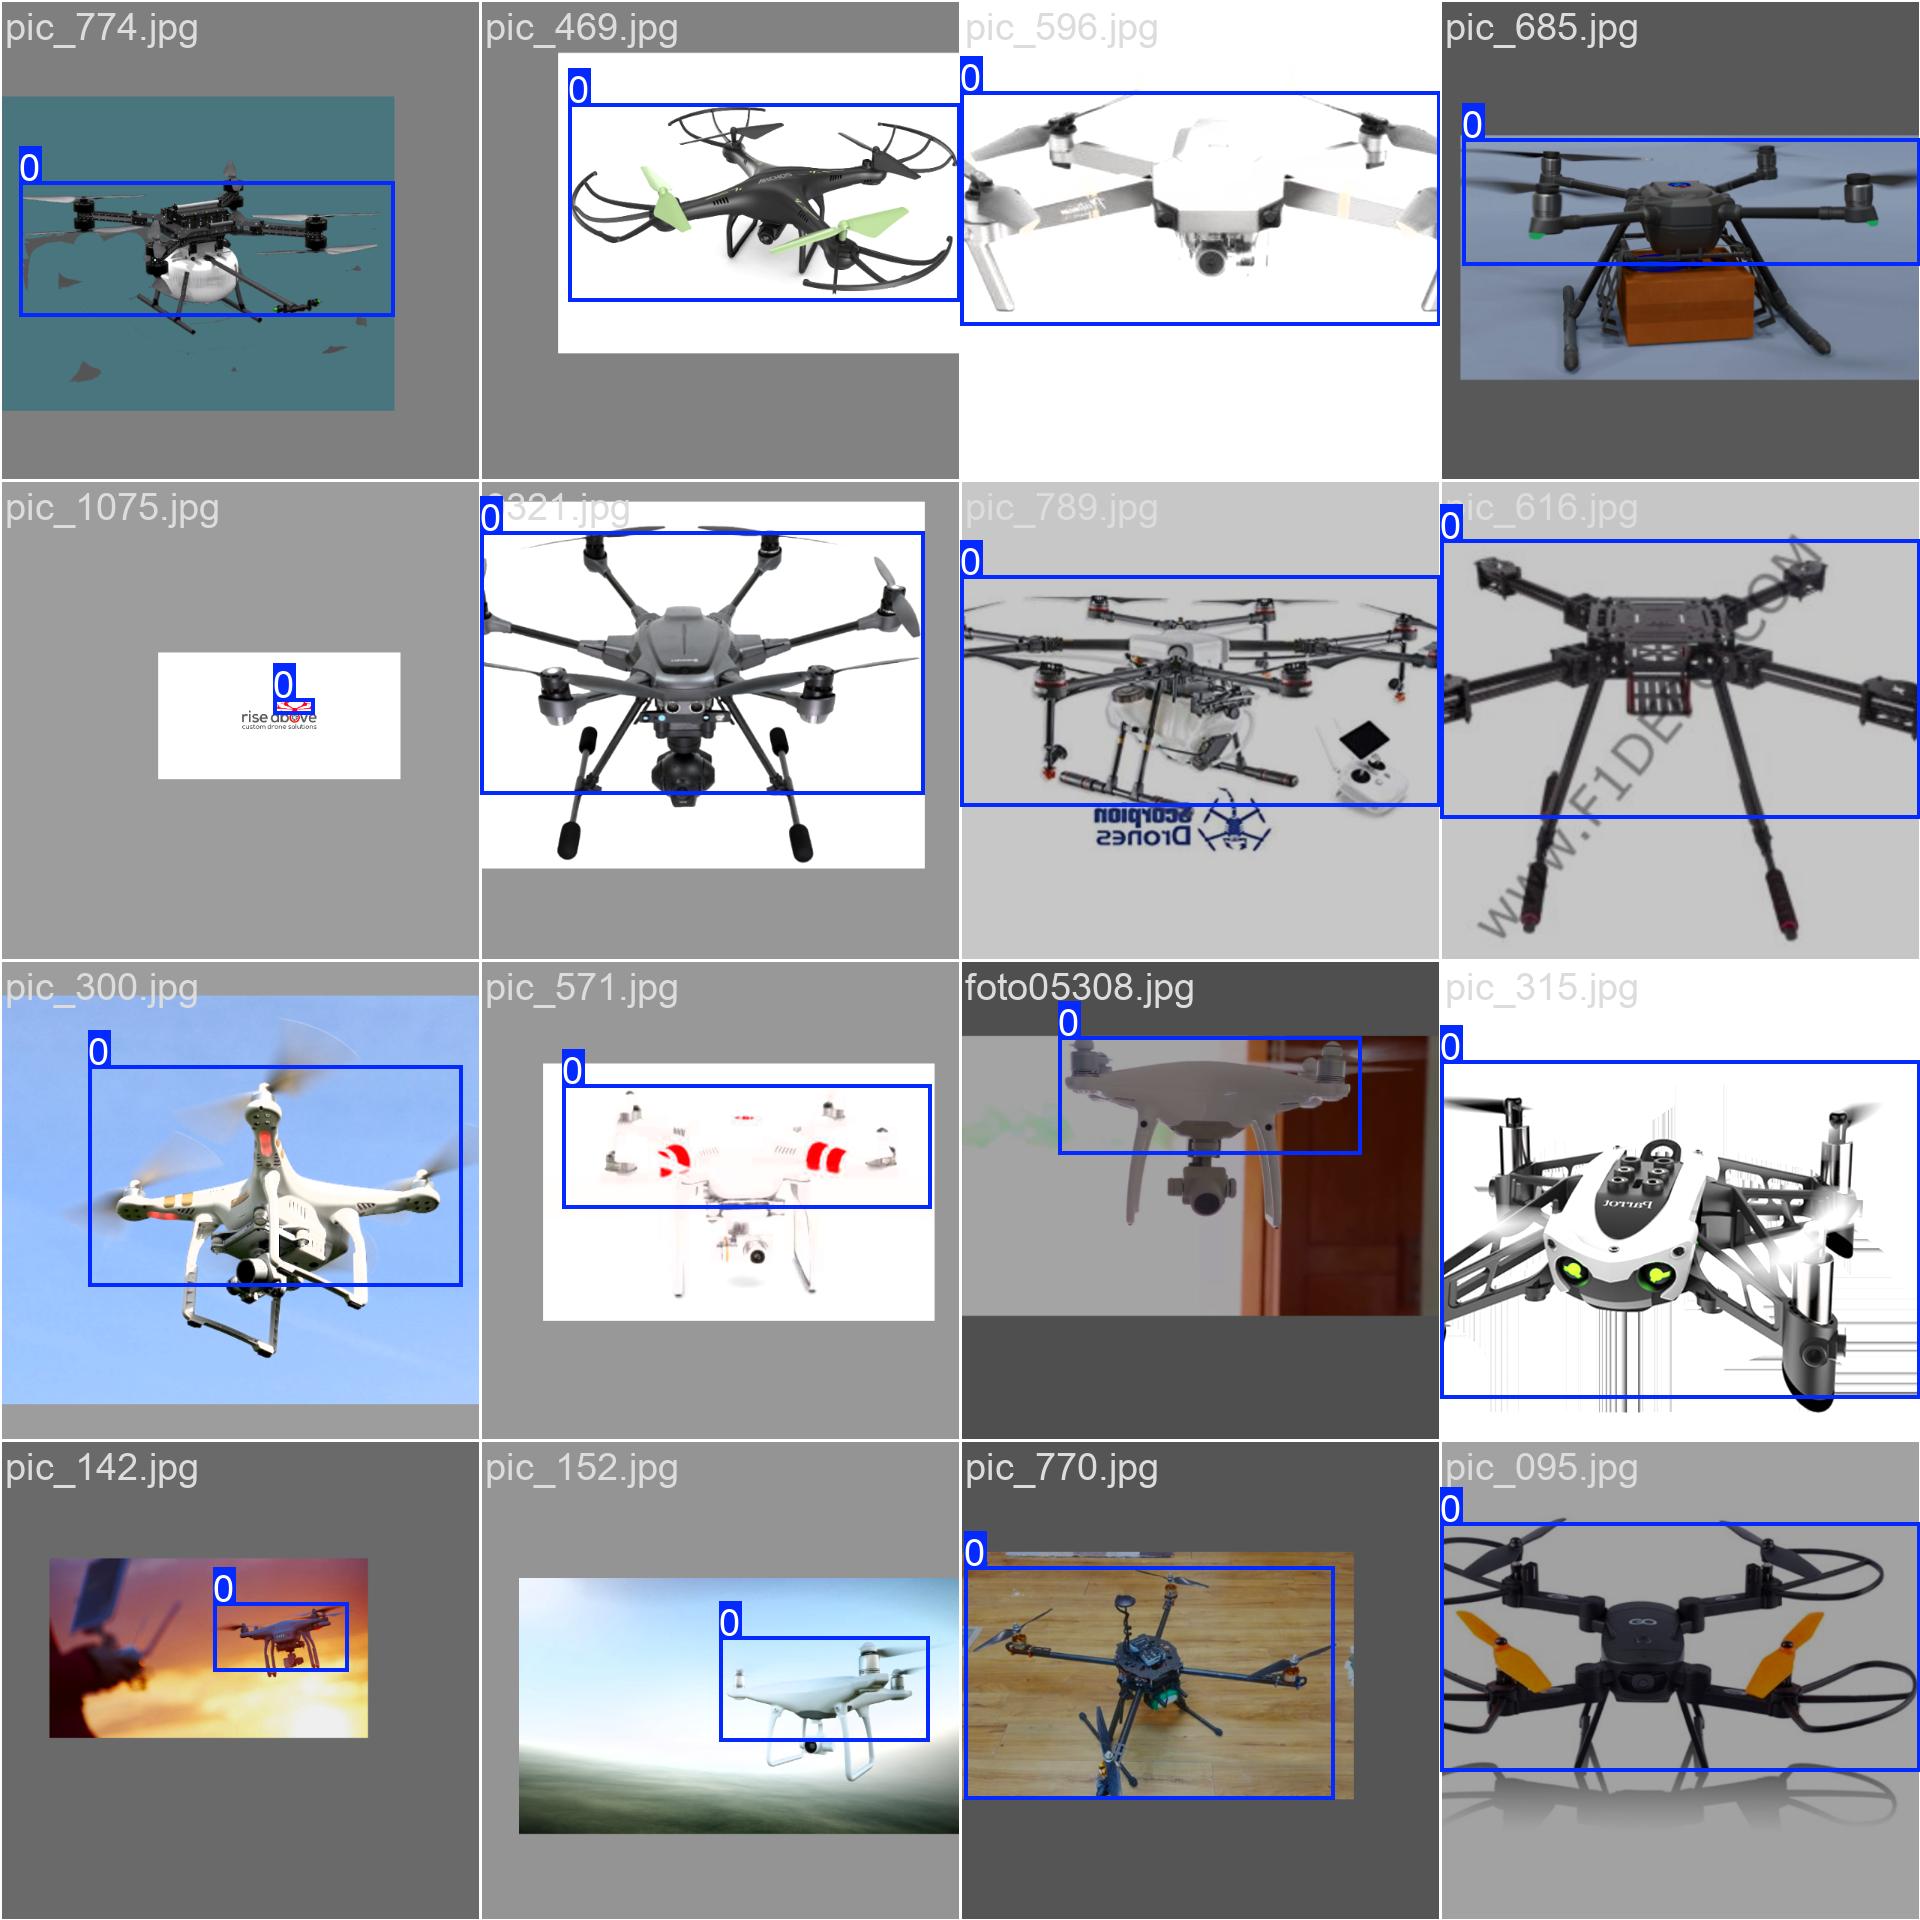 pic_774.jpg
pic_469.jpg
pic_596.jpg
pic_685.jpg
0
0
0
0
pic_1075.jpg
321.jpg
pic_789.jpg
pic_616.jpg
0
0
0
0
rise above
custom drone solutions
www.F1DE COM
scorpion
Drones
pic_300.jpg
pic_571.jpg
foto05308.jpg
pic_315.jpg
0
0
0
0
Parrot
pic_142.jpg
pic_152.jpg
pic_770.jpg
pic_095.jpg
0
0
0
0
GO